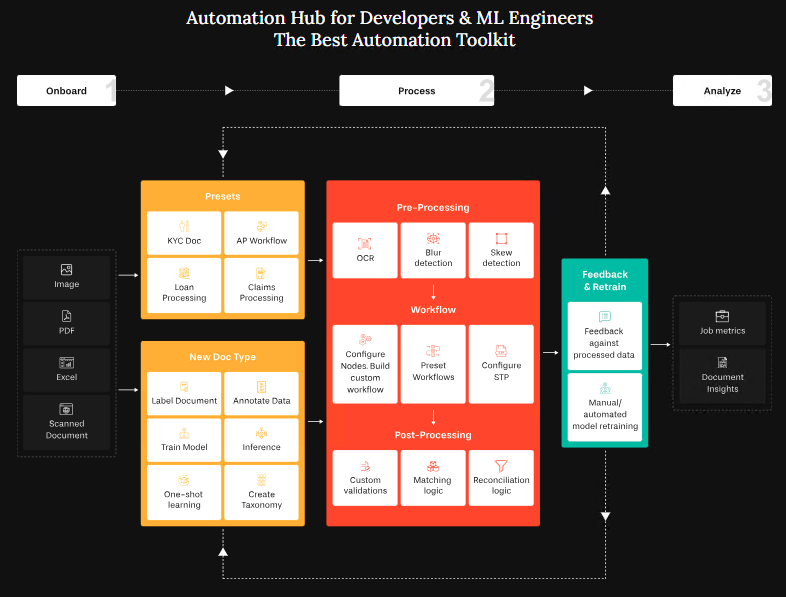 Automation Hub for Developers & ML Engineers
The Best Automation Toolkit
Onboard 1
Process 2
Analyze 3
Image
PDF
Excel
Scanned
Document
Presets
KYC Doc
AP Workflow
Loan
Processing
Claims
Processing
New Doc Type
Label Document
Annotate Data
Train Model
Inference
One-shot
learning
Create
Taxonomy
Pre-Processing
OCR
Blur
detection
Skew
detection
Workflow
Configure
Nodes. Build
custom
workflow
Preset
Workflows
Configure
STP
Post-Processing
Custom
validations
Matching
logic
Reconciliation
logic
Feedback
& Retrain
Feedback
against
processed data
Manual/
automated
model retraining
Job metrics
Document
Insights